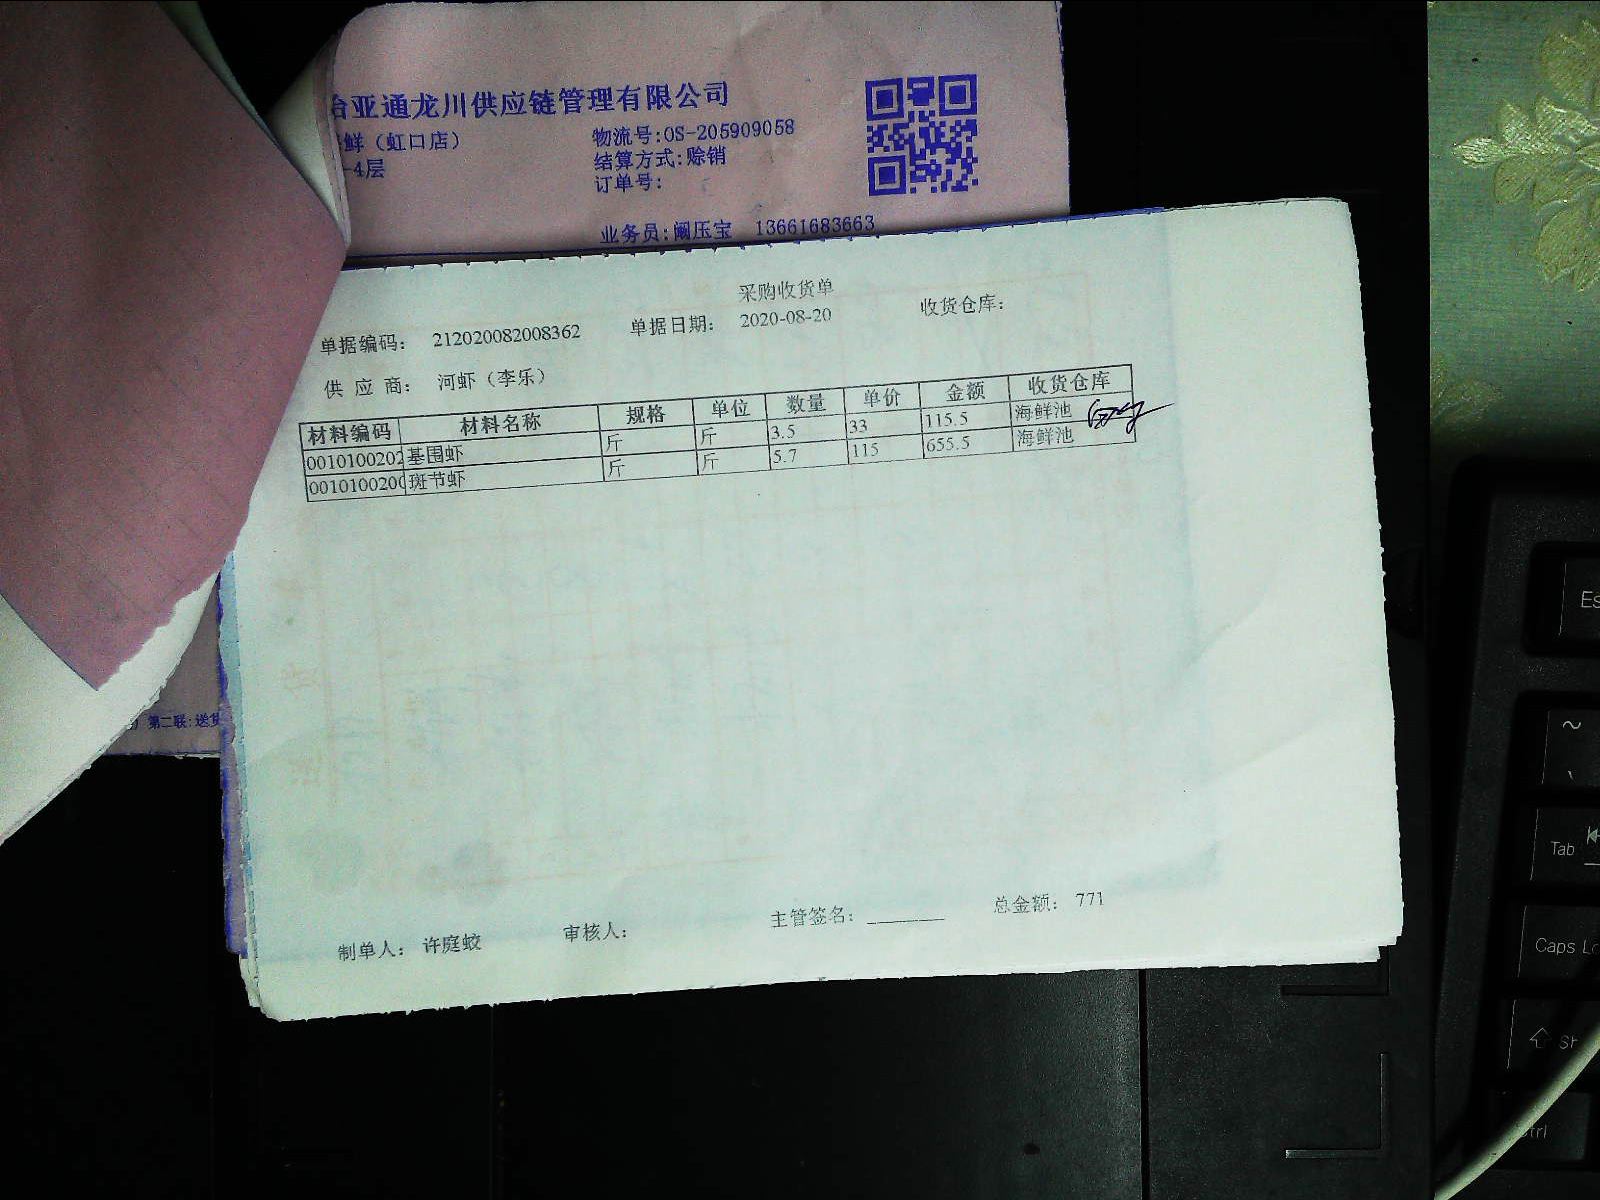 怡亚通龙川供应链管理有限公司
鲜（虹口店）
物流号:OS-205909058
-4层
结算方式:赊销
订单号:
业务员:阚压宝 13661683663
采购收货单
单据编码： 212020082008362 单据日期： 2020-08-20 收货仓库：
供 应 商： 河虾（李乐）
材料编码 材料名称 规格 单位 数量 单价 金额 收货仓库
0010100202 基围虾 斤 斤 3.5 33 115.5 海鲜池
001010020 斑节虾 斤 斤 5.7 115 655.5 海鲜池
第二联:送货
制单人： 许庭蛟 审核人： 主管签名： 总金额： 771
Es
~
Tab
Caps Lo
Sh
Ctrl